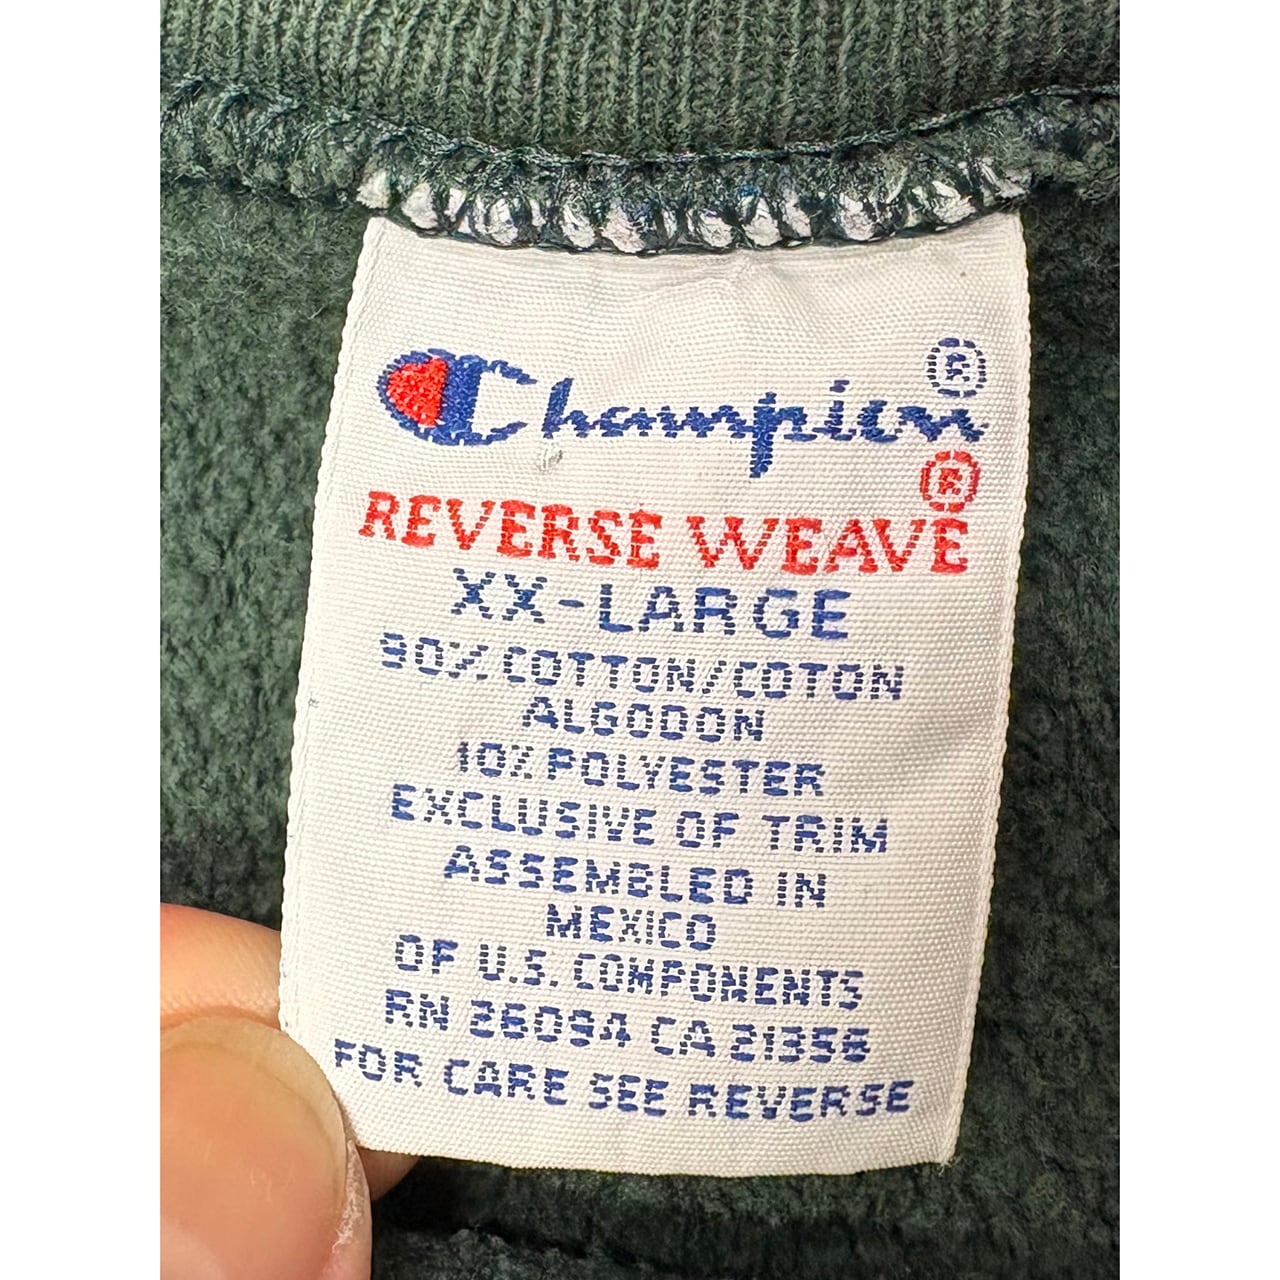 Champion®
REVERSE WEAVE®
XX-LARGE
90% COTTON/COTON
ALGODON
10% POLYESTER
EXCLUSIVE OF TRIM
ASSEMBLED IN
MEXICO
OF U.S. COMPONENTS
RN 26094 CA 21356
FOR CARE SEE REVERSE